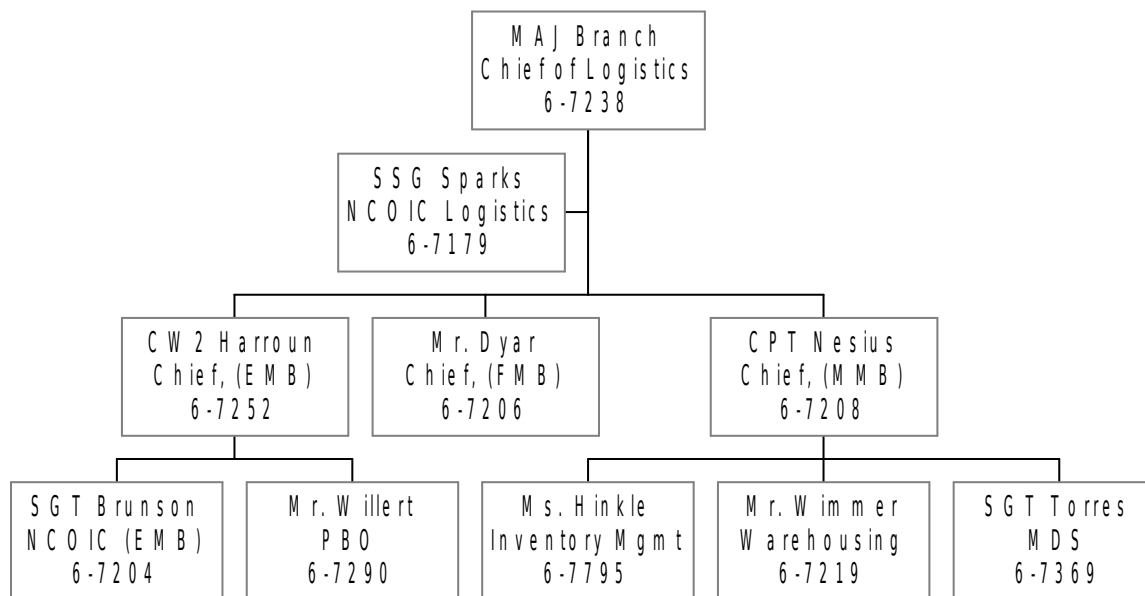 MAJ Branch
Chief of Logistics
6-7238
SSG Sparks
NCOIC Logistics
6-7179
CW2 Harroun
Chief, (EMB)
6-7252
Mr. Dyar
Chief, (FMB)
6-7206
CPT Nesius
Chief, (MMB)
6-7208
SGT Brunson
NCOIC (EMB)
6-7204
Mr. Willert
PBO
6-7290
Ms. Hinkle
Inventory Mgmt
6-7795
Mr. Wimmer
Warehousing
6-7219
SGT Torres
MDS
6-7369